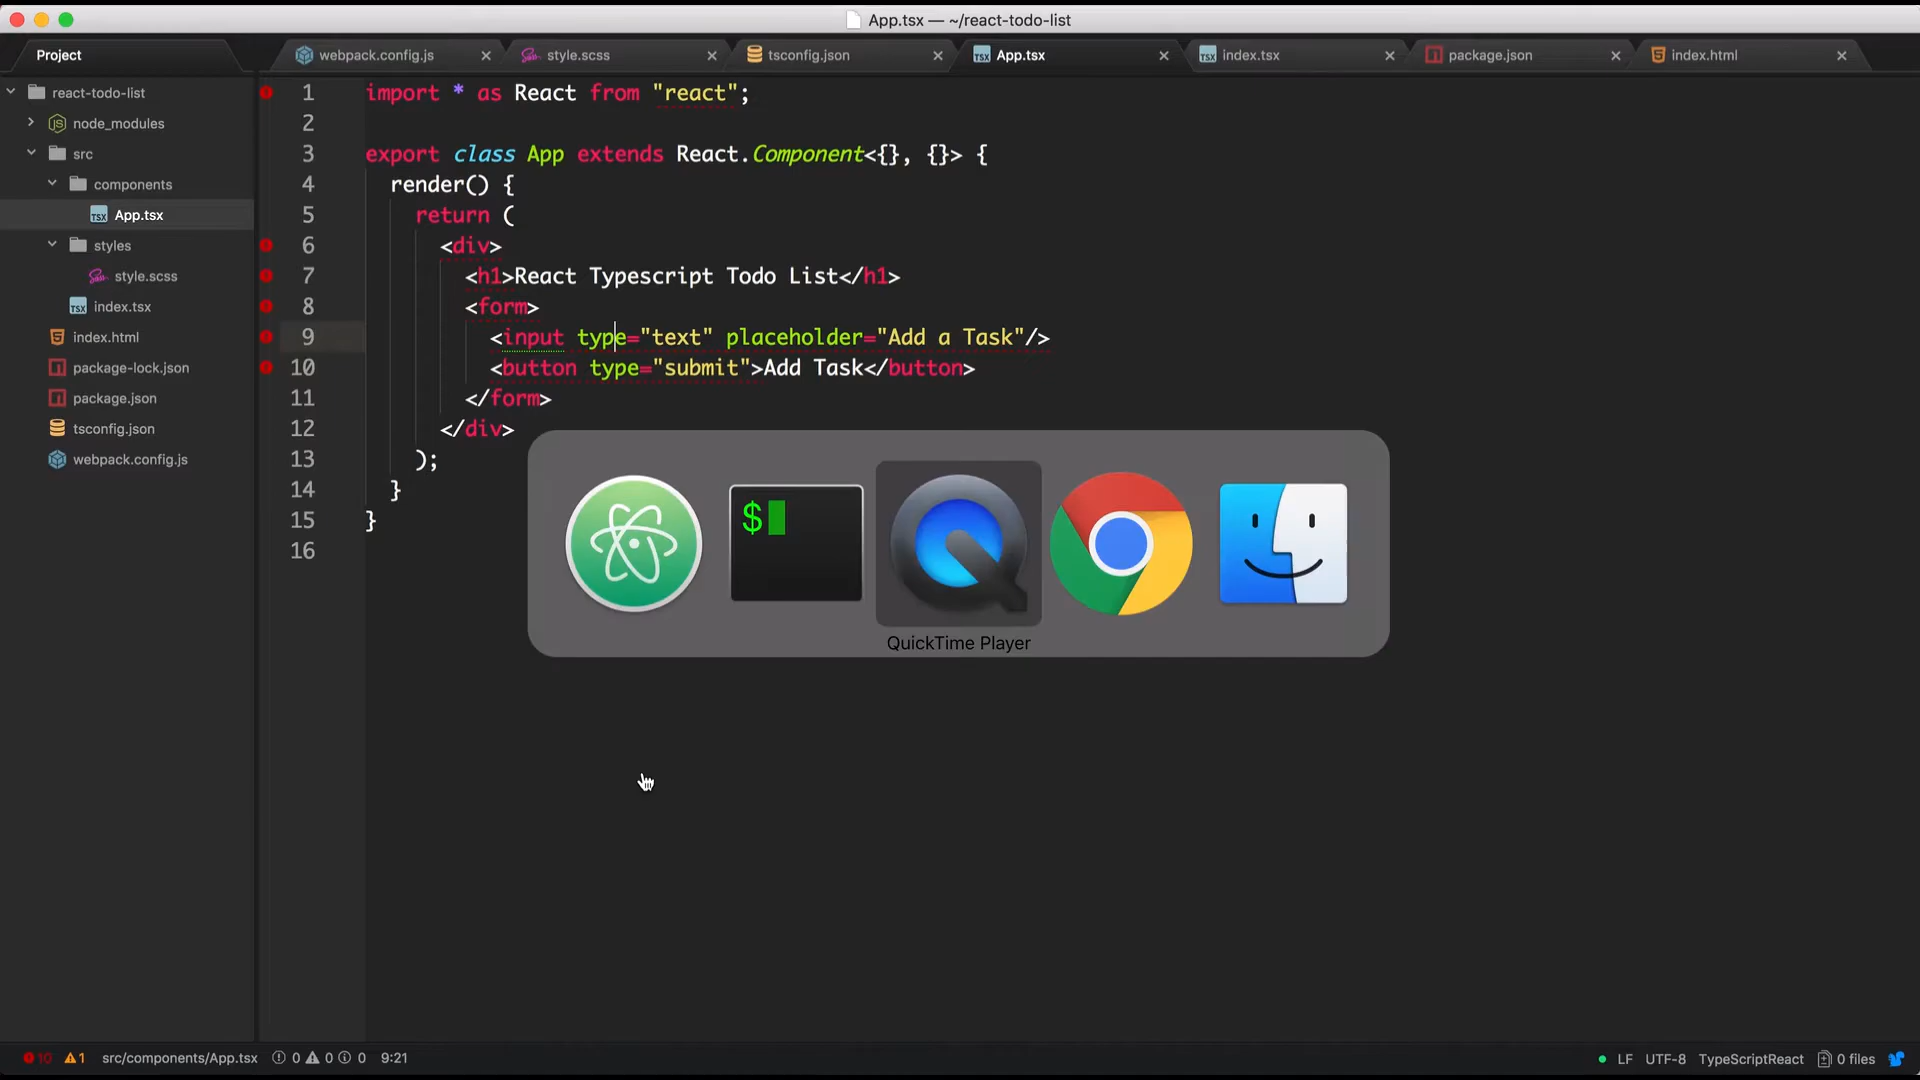 App.tsx — ~/react-todo-list
Project
webpack.config.js
style.scss
tsconfig.json
App.tsx
index.tsx
package.json
index.html
react-todo-list
node_modules
src
components
App.tsx
styles
style.scss
index.tsx
index.html
package-lock.json
package.json
tsconfig.json
webpack.config.js
1 import * as React from "react";
2
3 export class App extends React.Component<{}, {}> {
4 render() {
5 return (
6 <div>
7 <h1>React Typescript Todo List</h1>
8 <form>
9 <input type="text" placeholder="Add a Task"/>
10 <button type="submit">Add Task</button>
11 </form>
12 </div>
13 );
14 }
15 }
16
$
QuickTime Player
10 1 src/components/App.tsx 0 0 0 9:21
LF UTF-8 TypeScriptReact 0 files